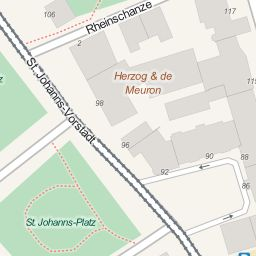 117
119
106
2
Rheinschanze
St. Johanns-Vorstadt
Herzog & de
Meuron
98
96
92
90
88
86
St. Johanns-Platz